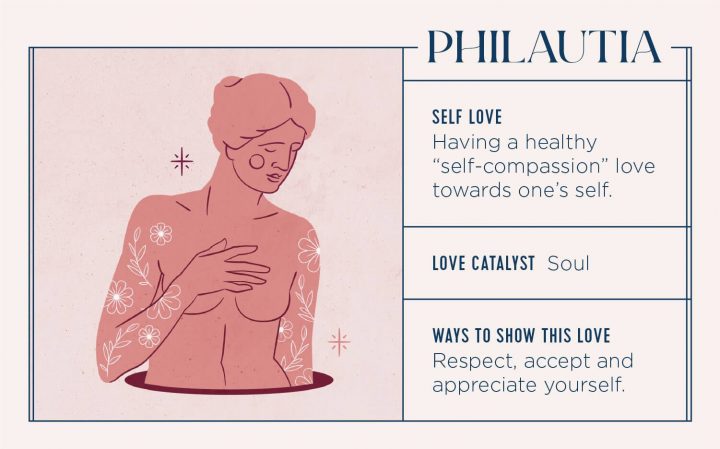 PHILAUTIA
SELF LOVE
Having a healthy
“self-compassion” love
towards one’s self.
LOVE CATALYST Soul
WAYS TO SHOW THIS LOVE
Respect, accept and
appreciate yourself.